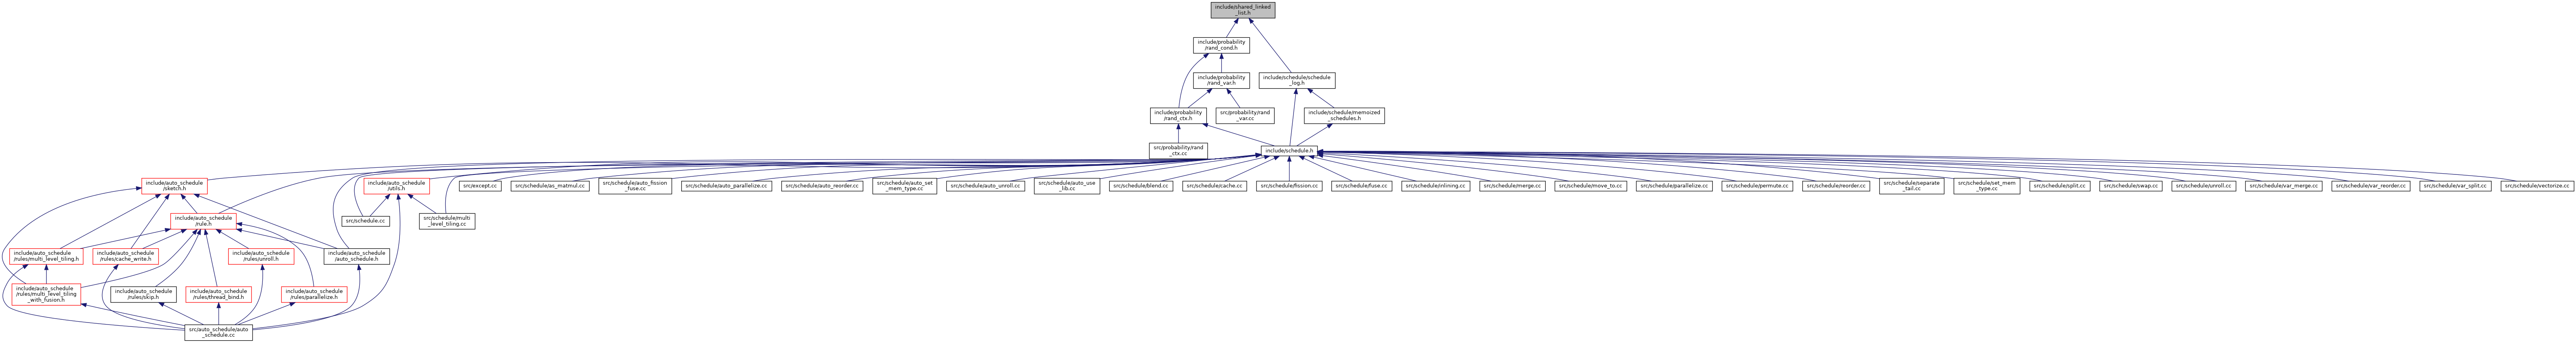 include/shared_linked
_list.h
include/probability
/rand_cond.h
include/probability
/rand_var.h
include/schedule/schedule
_log.h
include/probability
/rand_ctx.h
src/probability/rand
_var.cc
include/schedule/memoized
_schedules.h
src/probability/rand
_ctx.cc
include/schedule.h
include/auto_schedule
/sketch.h
include/auto_schedule
/utils.h
src/except.cc
src/schedule/as_matmul.cc
src/schedule/auto_fission
_fuse.cc
src/schedule/auto_parallelize.cc
src/schedule/auto_reorder.cc
src/schedule/auto_set
_mem_type.cc
src/schedule/auto_unroll.cc
src/schedule/auto_use
_lib.cc
src/schedule/blend.cc
src/schedule/cache.cc
src/schedule/fission.cc
src/schedule/fuse.cc
src/schedule/inlining.cc
src/schedule/merge.cc
src/schedule/move_to.cc
src/schedule/parallelize.cc
src/schedule/permute.cc
src/schedule/reorder.cc
src/schedule/separate
_tail.cc
src/schedule/set_mem
_type.cc
src/schedule/split.cc
src/schedule/swap.cc
src/schedule/unroll.cc
src/schedule/var_merge.cc
src/schedule/var_reorder.cc
src/schedule/var_split.cc
src/schedule/vectorize.cc
include/auto_schedule
/rule.h
src/schedule.cc
src/schedule/multi
_level_tiling.cc
include/auto_schedule
/rules/multi_level_tiling.h
include/auto_schedule
/rules/cache_write.h
include/auto_schedule
/rules/unroll.h
include/auto_schedule
/auto_schedule.h
include/auto_schedule
/rules/multi_level_tiling
_with_fusion.h
include/auto_schedule
/rules/skip.h
include/auto_schedule
/rules/thread_bind.h
include/auto_schedule
/rules/parallelize.h
src/auto_schedule/auto
_schedule.cc